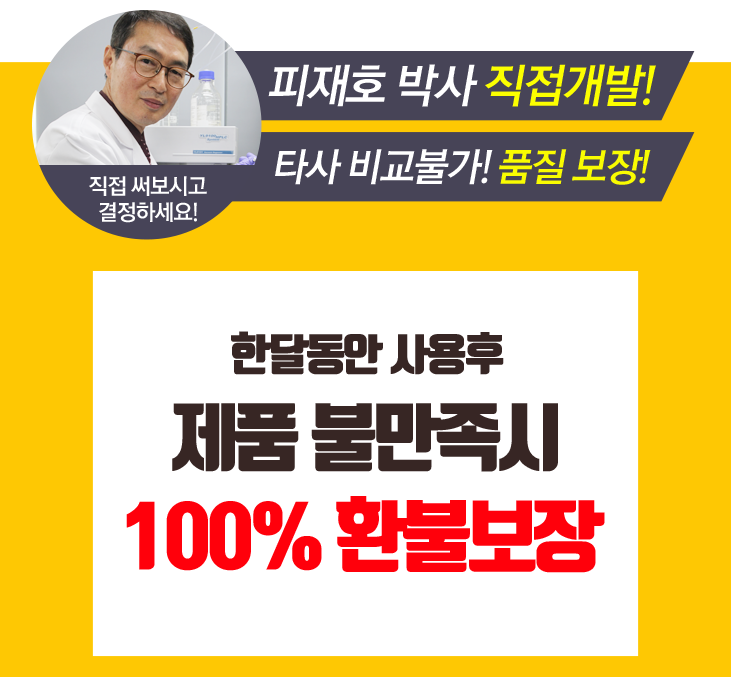 피재호 박사 직접개발!
타사 비교불가! 품질 보장!
직접 써보시고
결정하세요!
한달동안 사용후
제품 불만족시
100% 환불보장